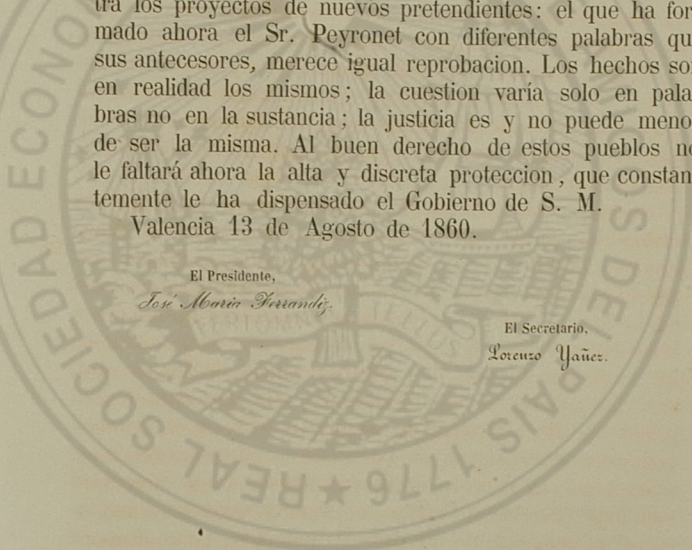 tra los proyectos de nuevos pretendientes: el que ha for
mado ahora el Sr. Peyronet con diferentes palabras qu
sus antecesores, merece igual reprobacion. Los hechos so
en realidad los mismos; la cuestion varía solo en pala
bras no en la sustancia; la justicia es y no puede meno
de ser la misma. Al buen derecho de estos pueblos n
le faltará ahora la alta y discreta proteccion, que constan
temente le ha dispensado el Gobierno de S. M.
Valencia 13 de Agosto de 1860.
El Presidente,
José María Ferrandiz.
El Secretario.
Lorenzo Yañez.
REAL SOCIEDAD ECONO
OS DEL PAIS 1776 ★ REAL